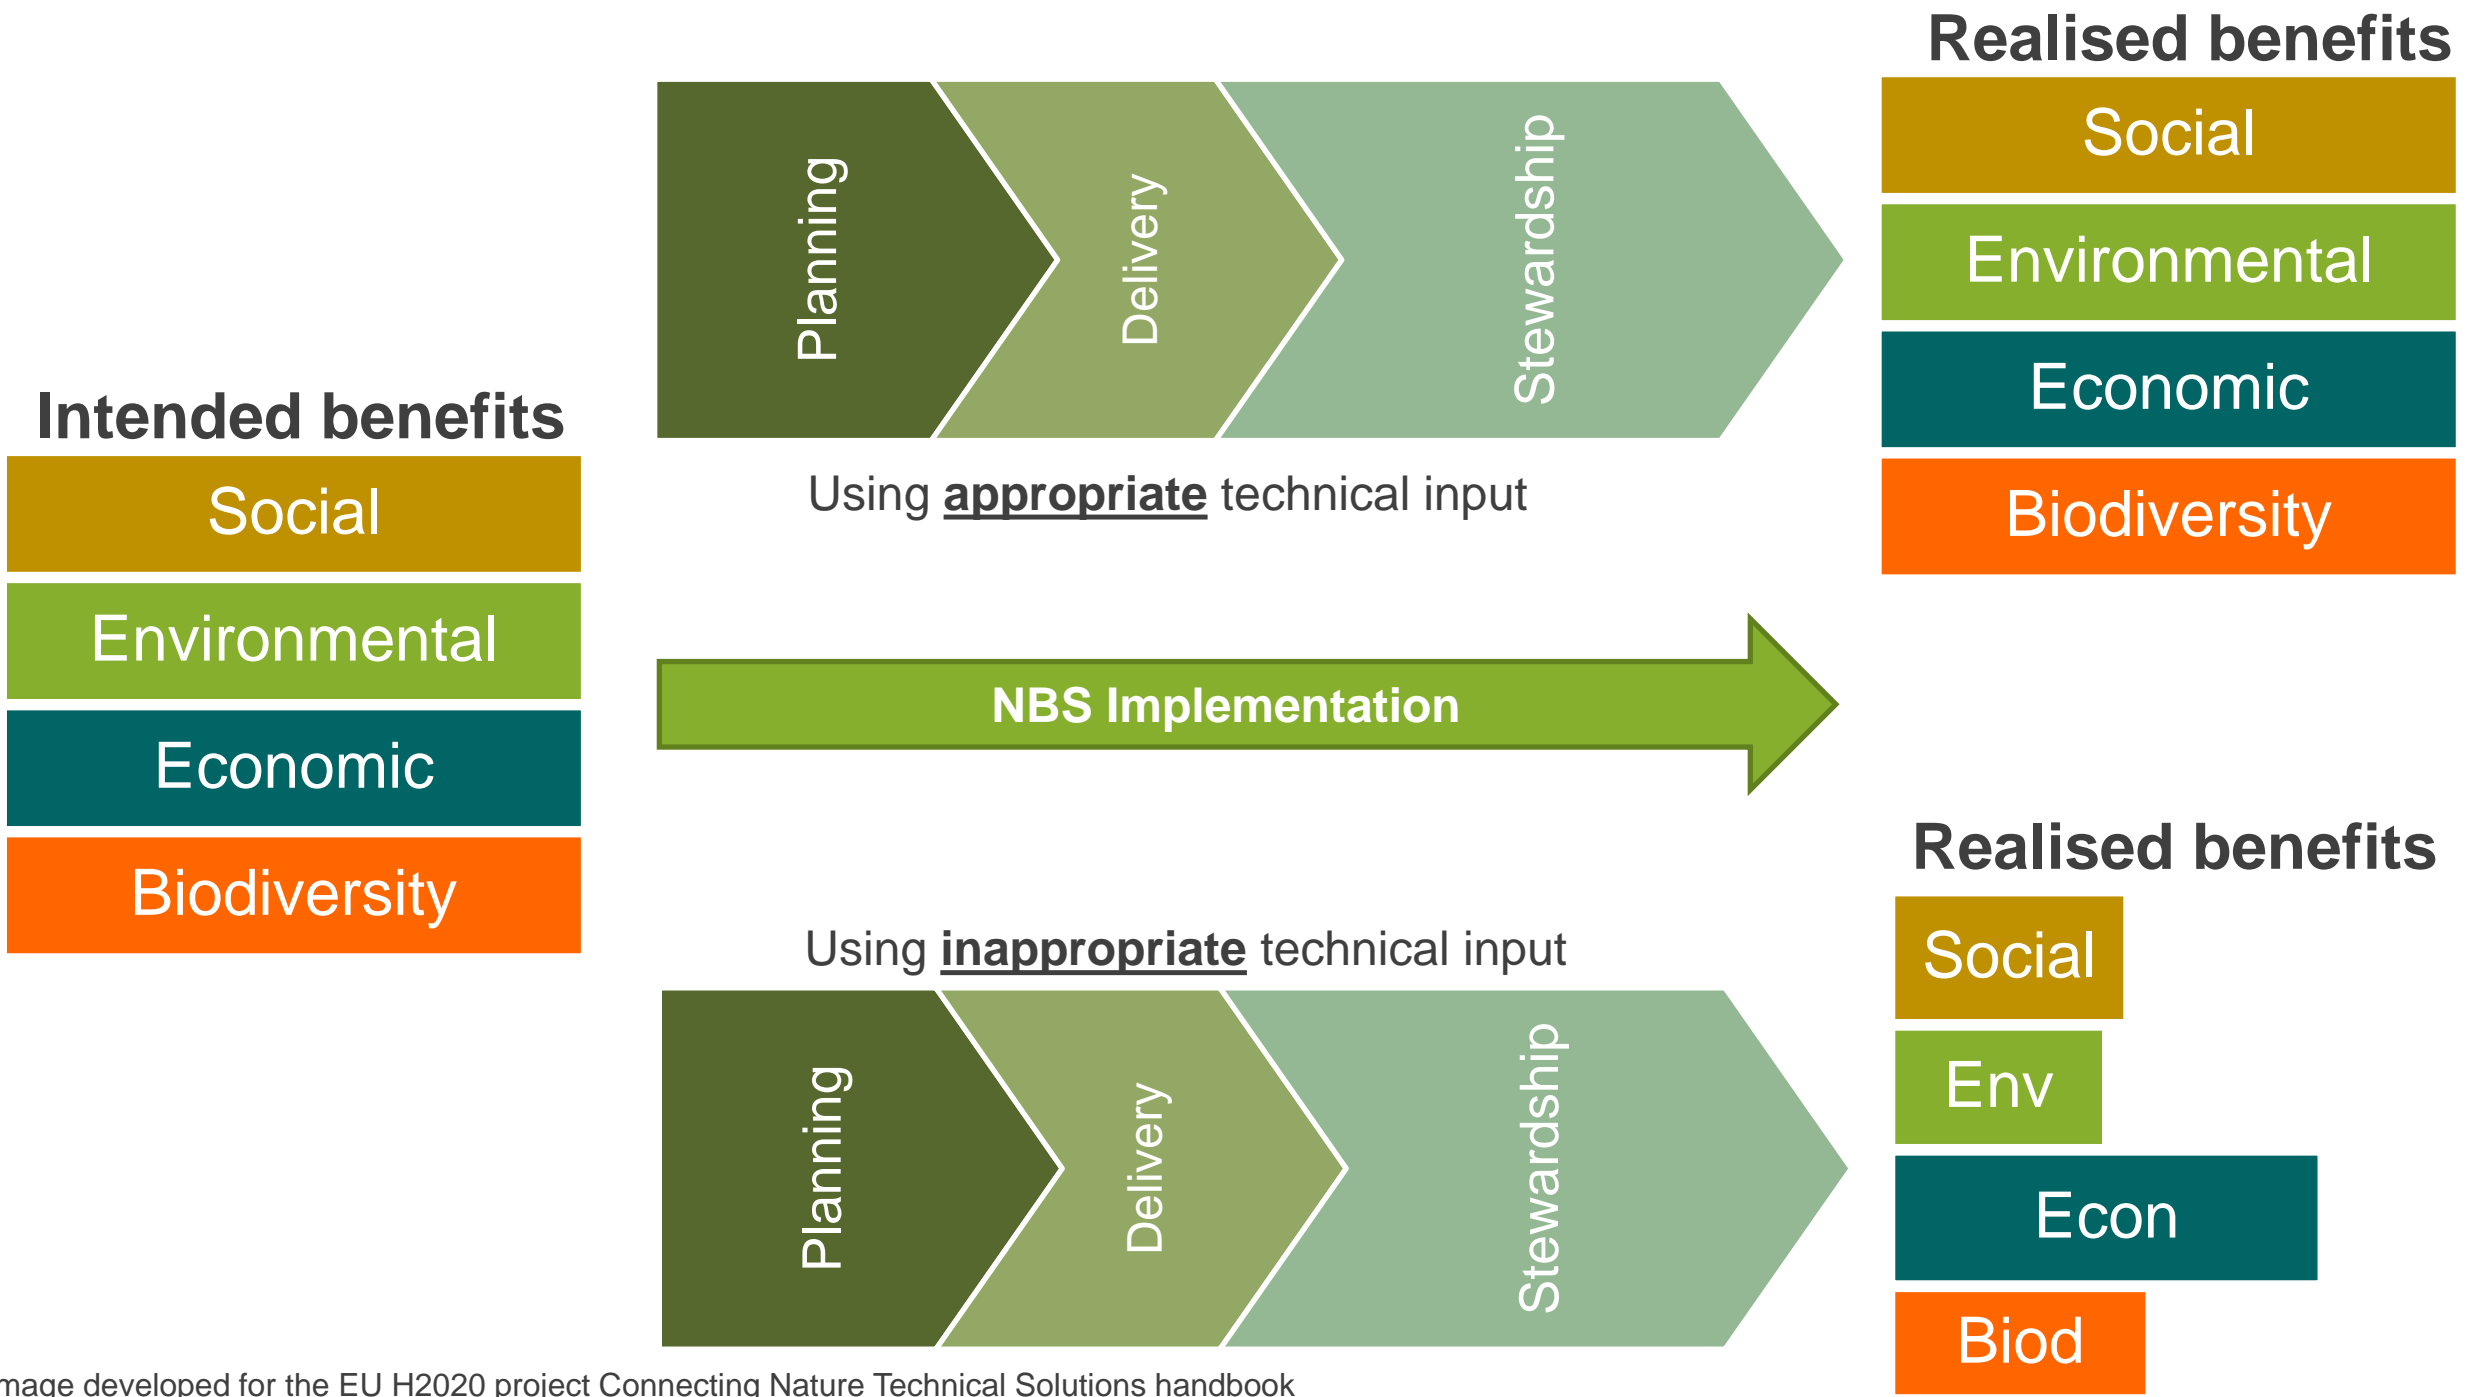 Intended benefits
Social
Environmental
Economic
Biodiversity
Planning
Delivery
Stewardship
Using appropriate technical input
Realised benefits
Social
Environmental
Economic
Biodiversity
NBS Implementation
Using inappropriate technical input
Planning
Delivery
Stewardship
Realised benefits
Social
Env
Econ
Biod
mage developed for the EU H2020 project Connecting Nature Technical Solutions handbook